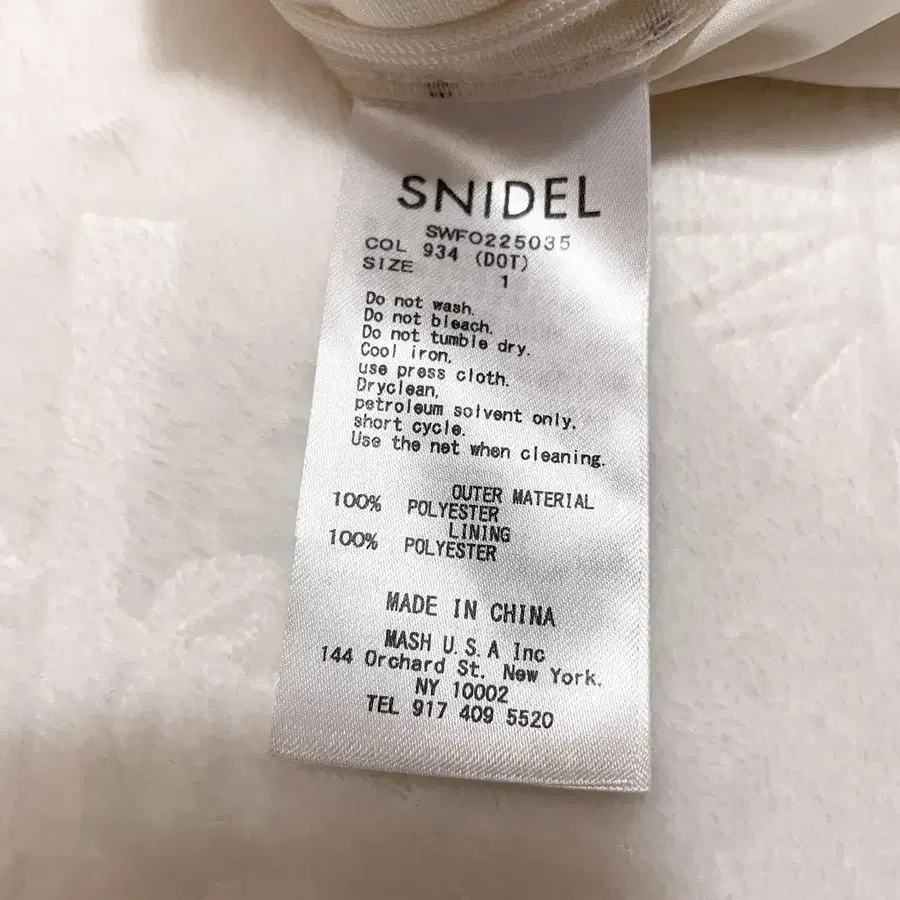 SNIDEL
SWFO225035
COL 934 (DOT)
SIZE 1
Do not wash.
Do not bleach.
Do not tumble dry.
Cool iron,
use press cloth.
Dryclean,
petroleum solvent only.
short cycle.
Use the net when cleaning.
OUTER MATERIAL
100% POLYESTER
LINING
100% POLYESTER
MADE IN CHINA
MASH U.S.A Inc
144 Orchard St. New York.
NY 10002
TEL 917 409 5520